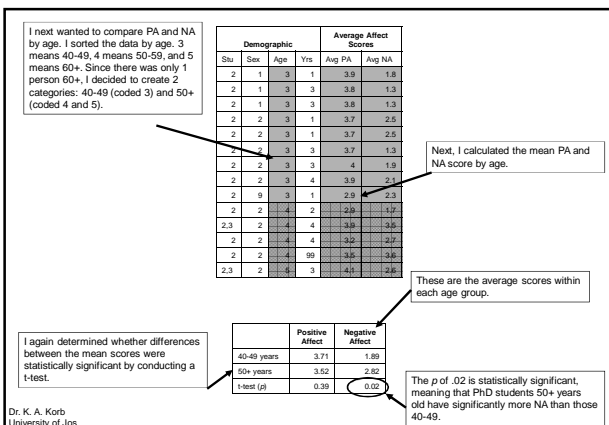 I next wanted to compare PA and NA
by age. I sorted the data by age. 3
means 40-49, 4 means 50-59, and 5
means 60+. Since there was only 1
person 60+, I decided to create 2
categories: 40-49 (coded 3) and 50+
(coded 4 and 5).
Demographic Average Affect
Scores
Stu Sex Age Yrs Avg PA Avg NA
2 1 3 1 3.9 1.8
2 1 3 3 3.8 1.3
2 1 3 3 3.8 1.3
2 2 3 1 3.7 2.5
2 2 3 1 3.7 2.5
2 2 3 3 3.7 1.3
2 2 3 3 4 1.9
2 2 3 4 3.9 2.1
2 9 3 1 2.9 2.3
2 2 4 2 2.9 1.7
2,3 2 4 4 3.9 3.5
2 2 4 4 3.2 2.7
2 2 4 99 3.5 3.6
2,3 2 5 3 4.1 2.6
Next, I calculated the mean PA and
NA score by age.
These are the average scores within
each age group.
I again determined whether differences
between the mean scores were
statistically significant by conducting a
t-test.
Positive
Affect
Negative
Affect
40-49 years 3.71 1.89
50+ years 3.52 2.82
t-test (p) 0.39 0.02
The p of .02 is statistically significant,
meaning that PhD students 50+ years
old have significantly more NA than those
40-49.
Dr. K. A. Korb
University of Jos